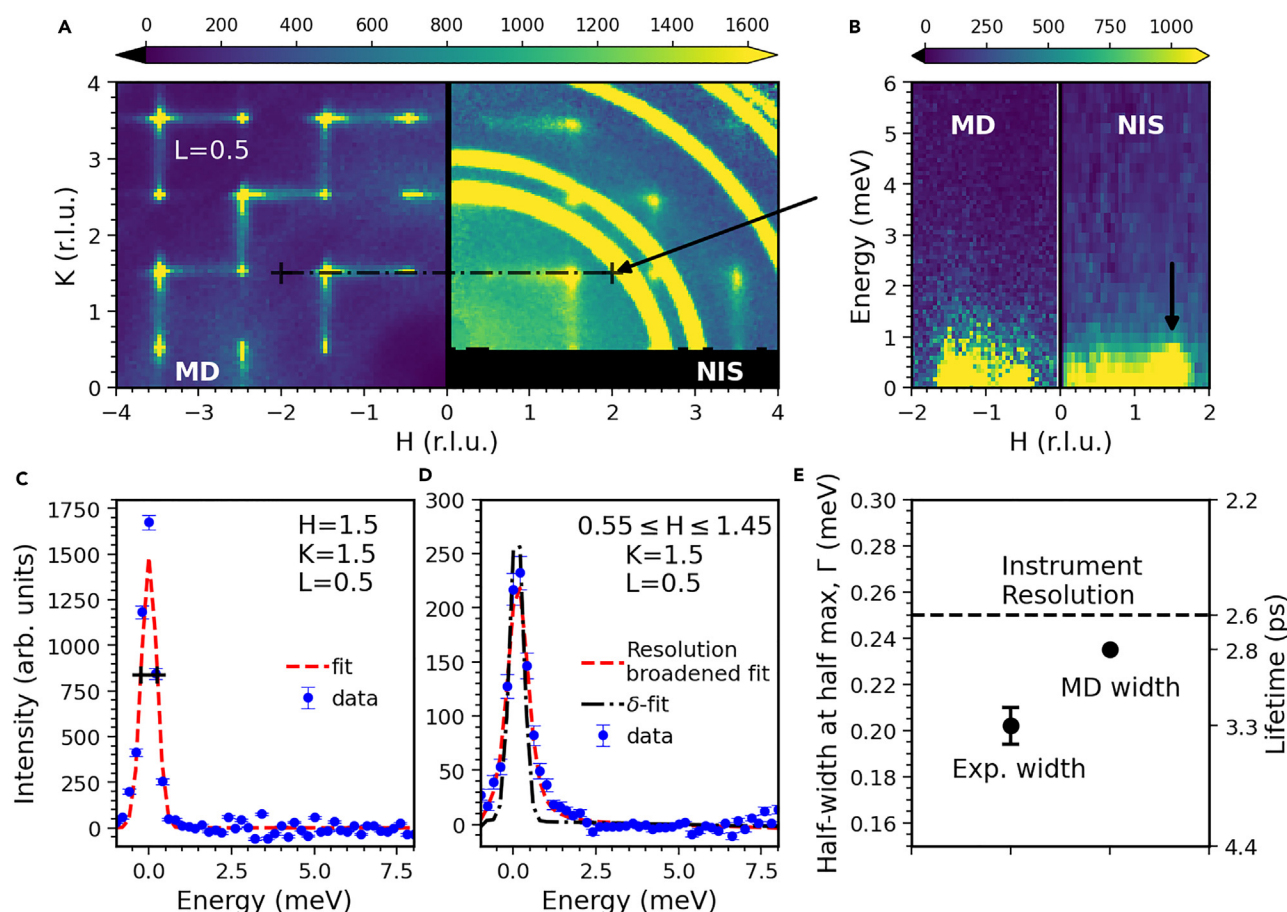 A
0 200 400 600 800 1000 1200 1400 1600
B
0 250 500 750 1000
K (r.l.u.)
4
3
2
1
0
L=0.5
MD
NIS
−4 −3 −2 −1 0 1 2 3 4
H (r.l.u.)
Energy (meV)
6
5
4
3
2
1
0
MD
NIS
−2 −1 0 1 2
H (r.l.u.)
C
Intensity (arb. units)
1750
1500
1250
1000
750
500
250
0
H=1.5
K=1.5
L=0.5
fit
data
0.0 2.5 5.0 7.5
Energy (meV)
D
300
250
200
150
100
50
0
0.55 ≤ H ≤ 1.45
K=1.5
L=0.5
Resolution
broadened fit
δ-fit
data
0.0 2.5 5.0 7.5
Energy (meV)
E
Half-width at half max, Γ (meV)
0.30
0.28
0.26
0.24
0.22
0.20
0.18
0.16
Instrument
Resolution
MD width
Exp. width
2.2
2.6
2.8
3.3
4.4
Lifetime (ps)